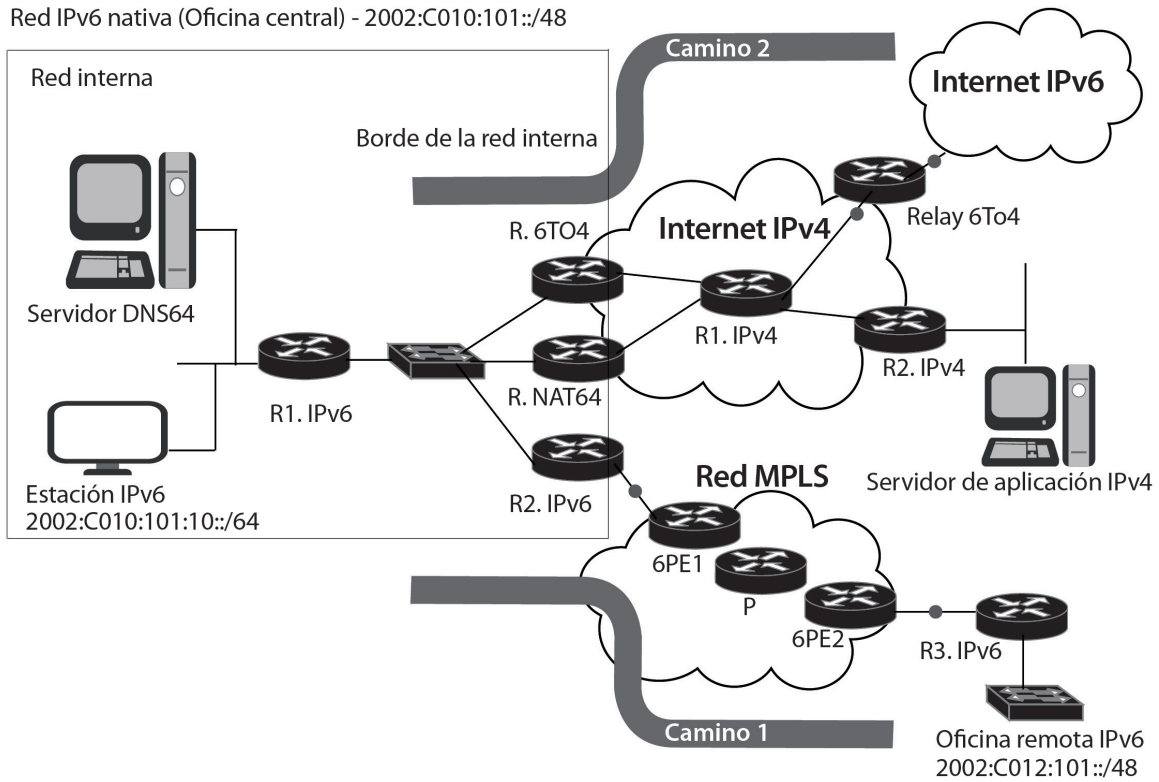 Red IPv6 nativa (Oficina central) - 2002:C010:101::/48
Camino 2
Internet IPv6
Red interna
Borde de la red interna
Relay 6To4
R. 6TO4
Internet IPv4
Servidor DNS64
R1. IPv4
R2. IPv4
R1. IPv6
R. NAT64
Servidor de aplicación IPv4
Estación IPv6
2002:C010:101:10::/64
R2. IPv6
Red MPLS
6PE1
P
6PE2
R3. IPv6
Camino 1
Oficina remota IPv6
2002:C012:101::/48